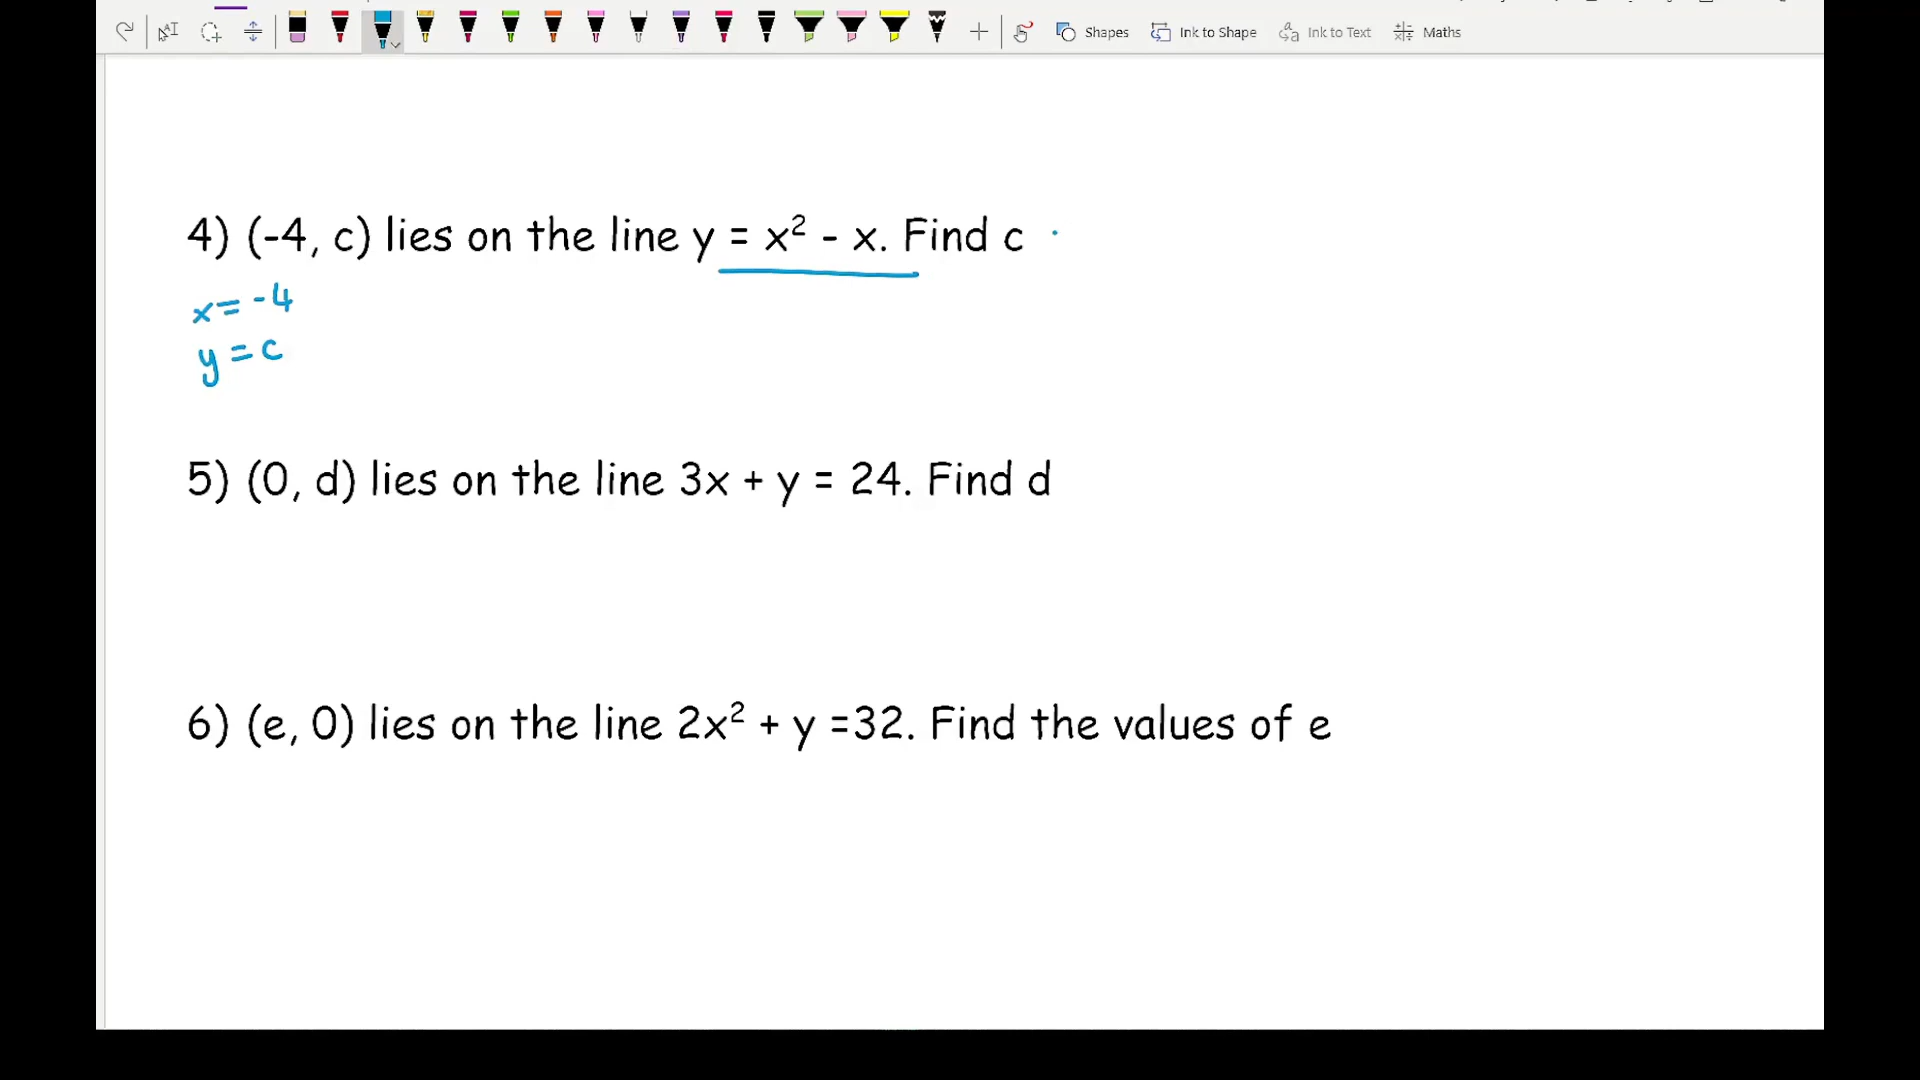 Shapes Ink to Shape Ink to Text Maths
4) (-4, c) lies on the line y = x² - x. Find c
x = -4
y = c
5) (0, d) lies on the line 3x + y = 24. Find d
6) (e, 0) lies on the line 2x² + y =32. Find the values of e